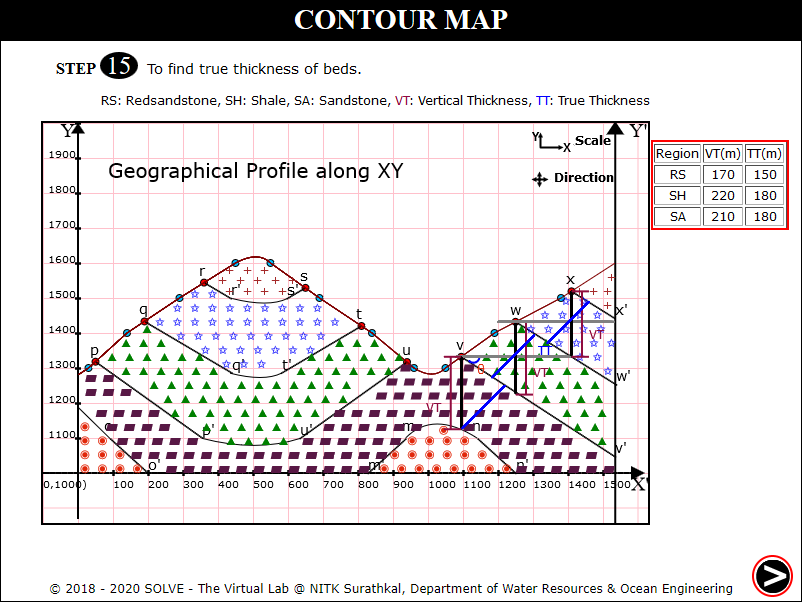 CONTOUR MAP
STEP 15 To find true thickness of beds.
RS: Redsandstone, SH: Shale, SA: Sandstone, VT: Vertical Thickness, TT: True Thickness
Y Y'
Y X Scale
Direction
Geographical Profile along XY
Region VT(m) TT(m)
RS 170 150
SH 220 180
SA 210 180
1900
1800
1700
1600
1500
1400
1300
1200
1100
r s x
r' s' x'
q t w
VT
TT
p u v
q' t' θ VT w'
VT
o p' u' m n
v'
o' m' n'
0,1000) 100 200 300 400 500 600 700 800 900 1000 1100 1200 1300 1400 1500 X'
© 2018 - 2020 SOLVE - The Virtual Lab @ NITK Surathkal, Department of Water Resources & Ocean Engineering